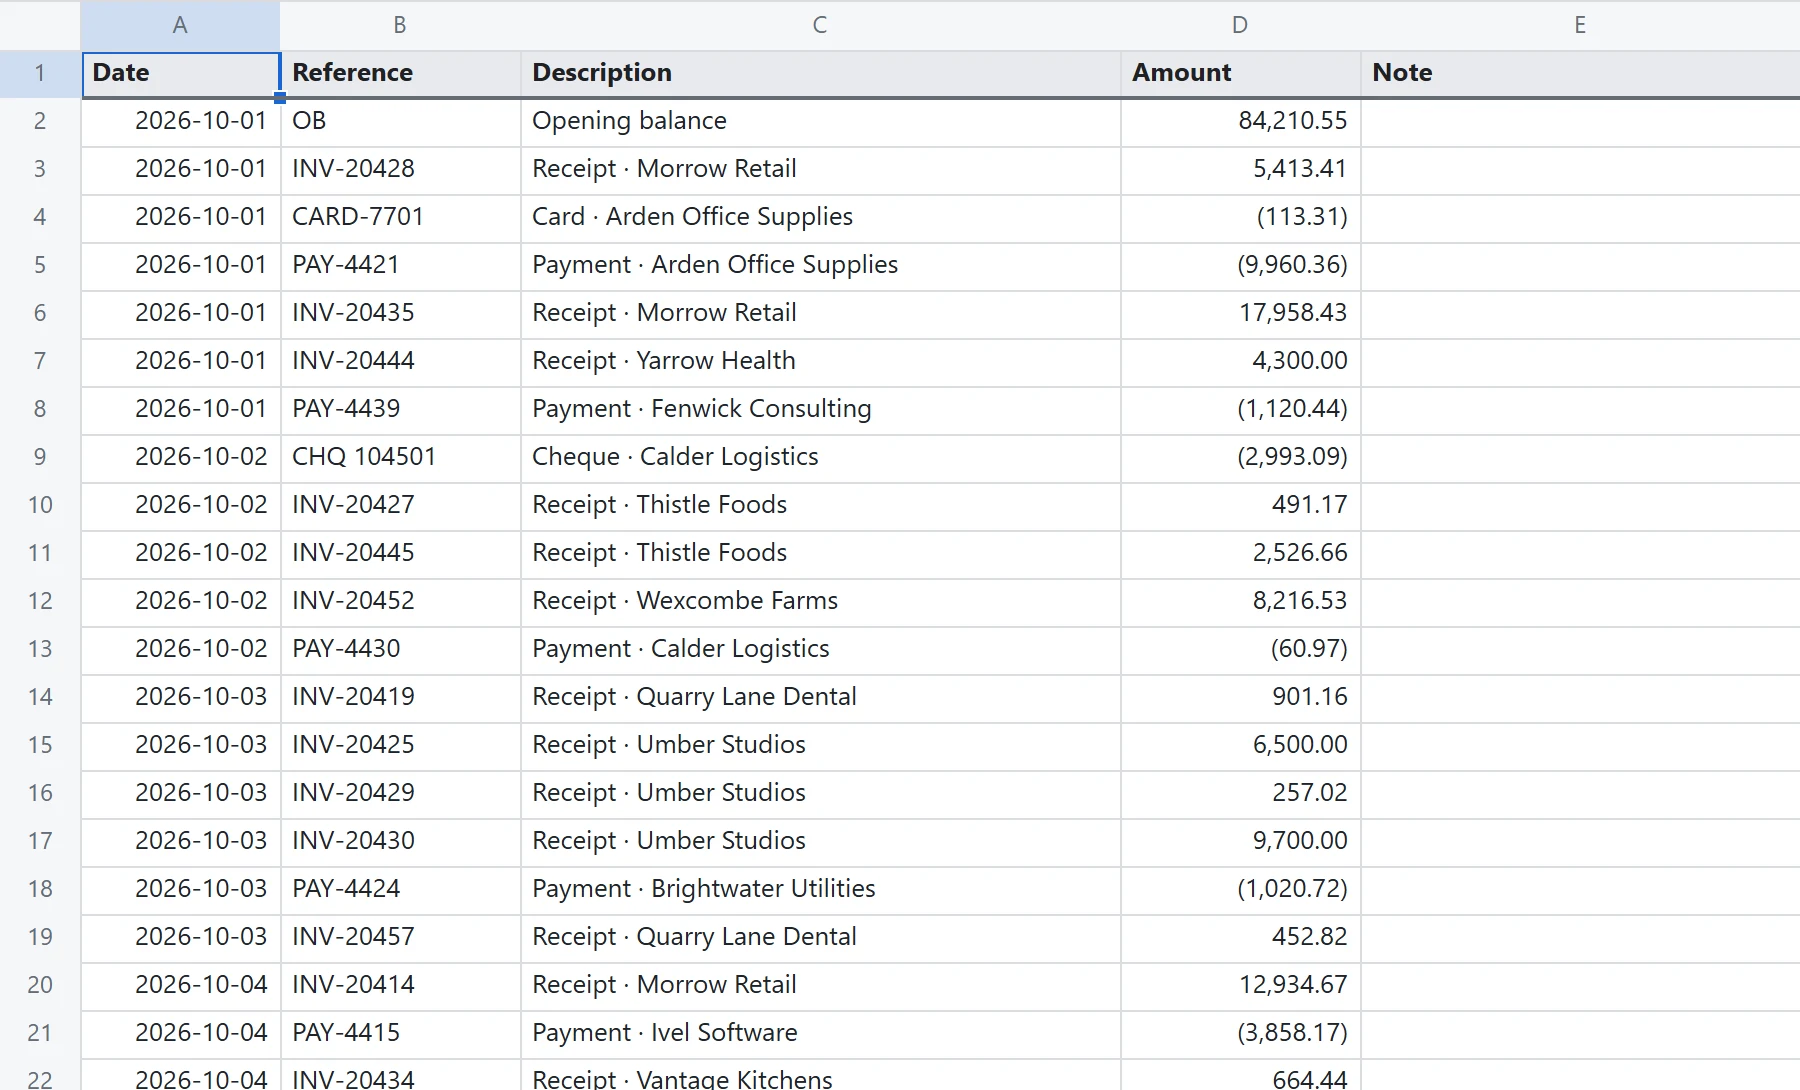 A B C D E
1 Date Reference Description Amount Note
2 2026-10-01 OB Opening balance 84,210.55
3 2026-10-01 INV-20428 Receipt · Morrow Retail 5,413.41
4 2026-10-01 CARD-7701 Card · Arden Office Supplies (113.31)
5 2026-10-01 PAY-4421 Payment · Arden Office Supplies (9,960.36)
6 2026-10-01 INV-20435 Receipt · Morrow Retail 17,958.43
7 2026-10-01 INV-20444 Receipt · Yarrow Health 4,300.00
8 2026-10-01 PAY-4439 Payment · Fenwick Consulting (1,120.44)
9 2026-10-02 CHQ 104501 Cheque · Calder Logistics (2,993.09)
10 2026-10-02 INV-20427 Receipt · Thistle Foods 491.17
11 2026-10-02 INV-20445 Receipt · Thistle Foods 2,526.66
12 2026-10-02 INV-20452 Receipt · Wexcombe Farms 8,216.53
13 2026-10-02 PAY-4430 Payment · Calder Logistics (60.97)
14 2026-10-03 INV-20419 Receipt · Quarry Lane Dental 901.16
15 2026-10-03 INV-20425 Receipt · Umber Studios 6,500.00
16 2026-10-03 INV-20429 Receipt · Umber Studios 257.02
17 2026-10-03 INV-20430 Receipt · Umber Studios 9,700.00
18 2026-10-03 PAY-4424 Payment · Brightwater Utilities (1,020.72)
19 2026-10-03 INV-20457 Receipt · Quarry Lane Dental 452.82
20 2026-10-04 INV-20414 Receipt · Morrow Retail 12,934.67
21 2026-10-04 PAY-4415 Payment · Ivel Software (3,858.17)
22 2026-10-04 INV-20434 Receipt · Vantage Kitchens 664.44